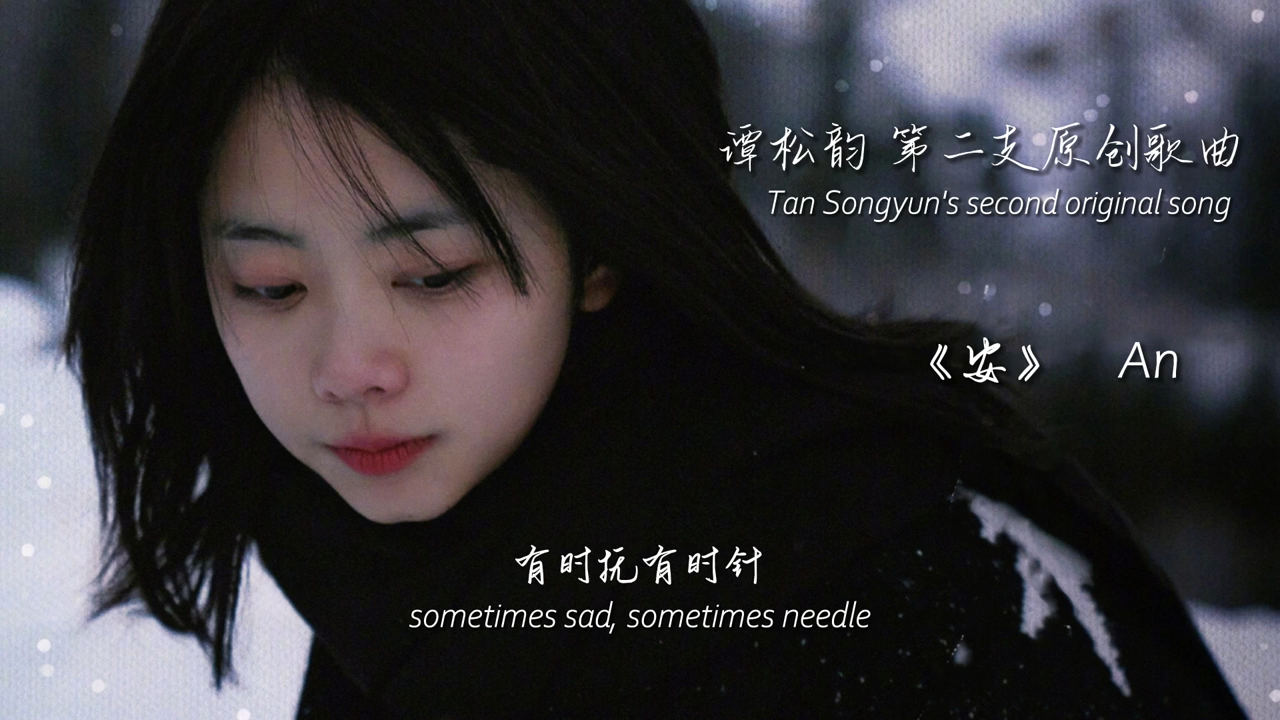 谭松韵 第二支原创歌曲
Tan Songyun's second original song
《安》 An
有时抚有时针
sometimes sad, sometimes needle